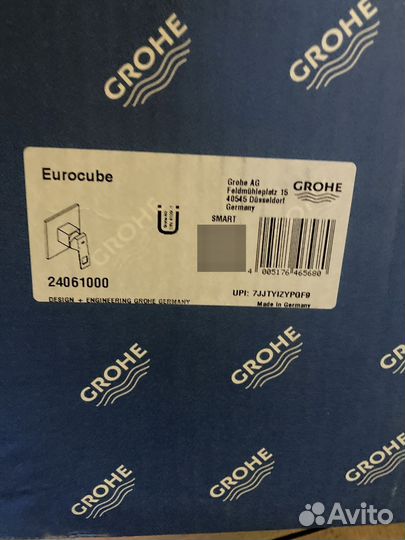 GROHE
GROHE
GROHE
Eurocube
Grohe AG
Feldmühleplatz 15
40545 Düsseldorf
Germany
GROHE
SMART
24061000
4 005176 465680
UPI: 7JJTYIZYPQF9
DESIGN + ENGINEERING GROHE GERMANY
Made in Germany
GROHE
GROHE
GROHE
GROHE
GROHE
Avito